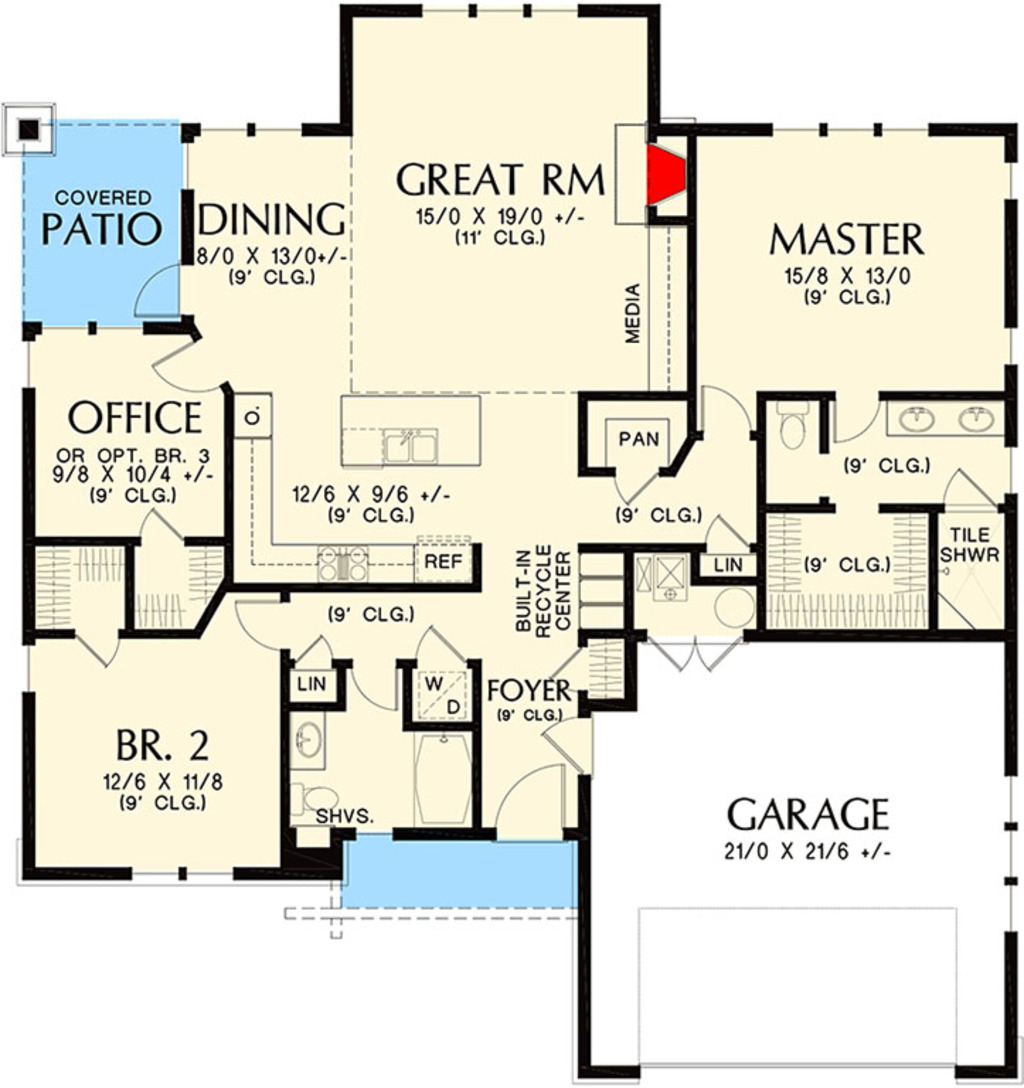 COVERED
PATIO
DINING
8/0 X 13/0+/-
(9' CLG.)
GREAT RM
15/0 X 19/0 +/-
(11' CLG.)
MEDIA
MASTER
15/8 X 13/0
(9' CLG.)
OFFICE
OR OPT. BR. 3
9/8 X 10/4 +/-
(9' CLG.)
O
12/6 X 9/6 +/-
(9' CLG.)
REF
PAN
(9' CLG.)
LIN
(9' CLG.)
(9' CLG.)
TILE
SHWR
BUILT-IN
RECYCLE
CENTER
(9' CLG.)
LIN
W
D
FOYER
(9' CLG.)
BR. 2
12/6 X 11/8
(9' CLG.)
SHVS.
GARAGE
21/0 X 21/6 +/-